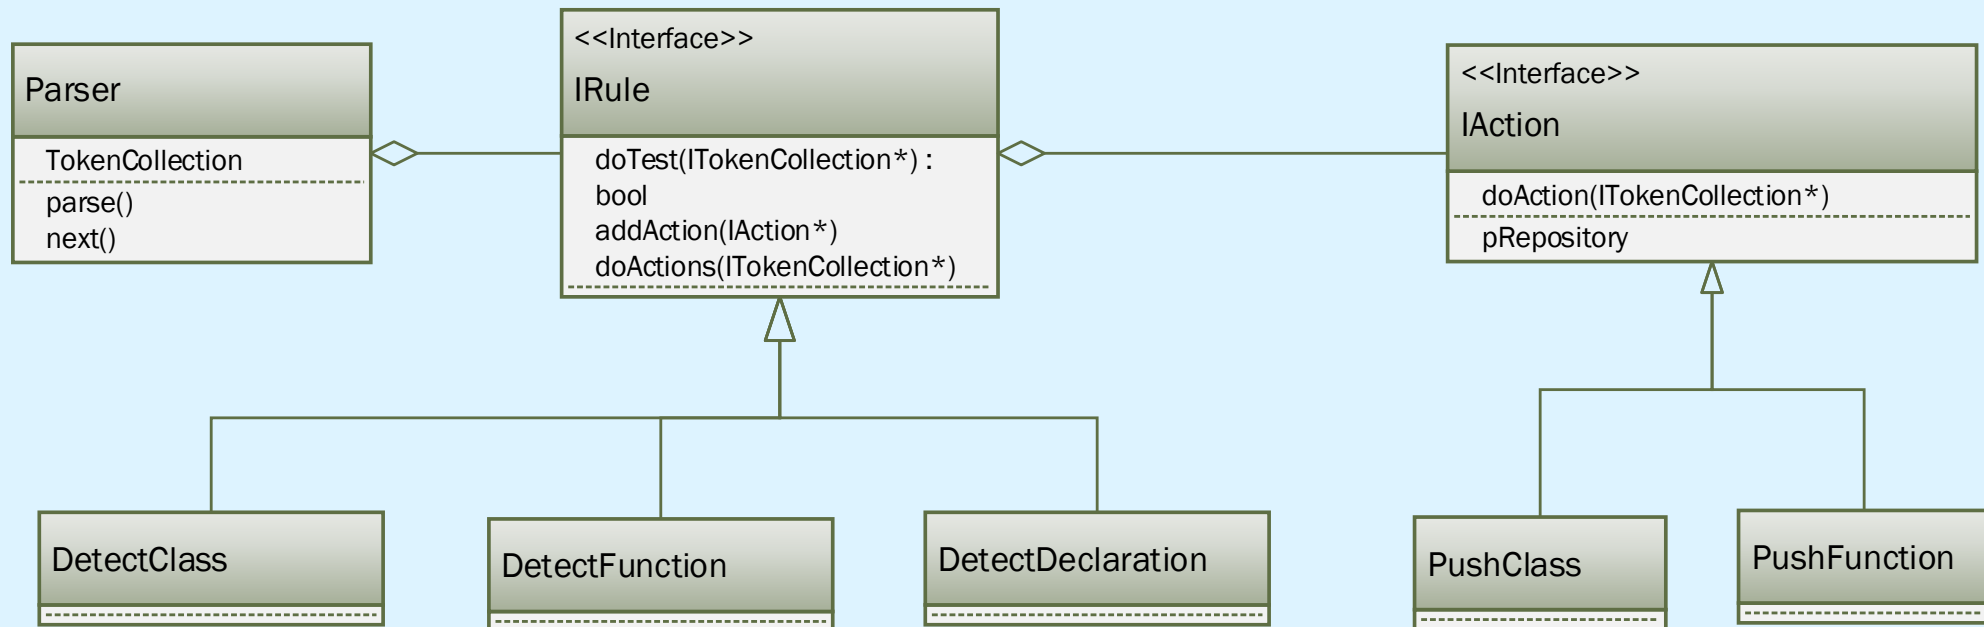 Parser
TokenCollection
parse()
next()
<<Interface>>
IRule
doTest(ITokenCollection*) :
bool
addAction(IAction*)
doActions(ITokenCollection*)
<<Interface>>
IAction
doAction(ITokenCollection*)
pRepository
DetectClass
DetectFunction
DetectDeclaration
PushClass
PushFunction